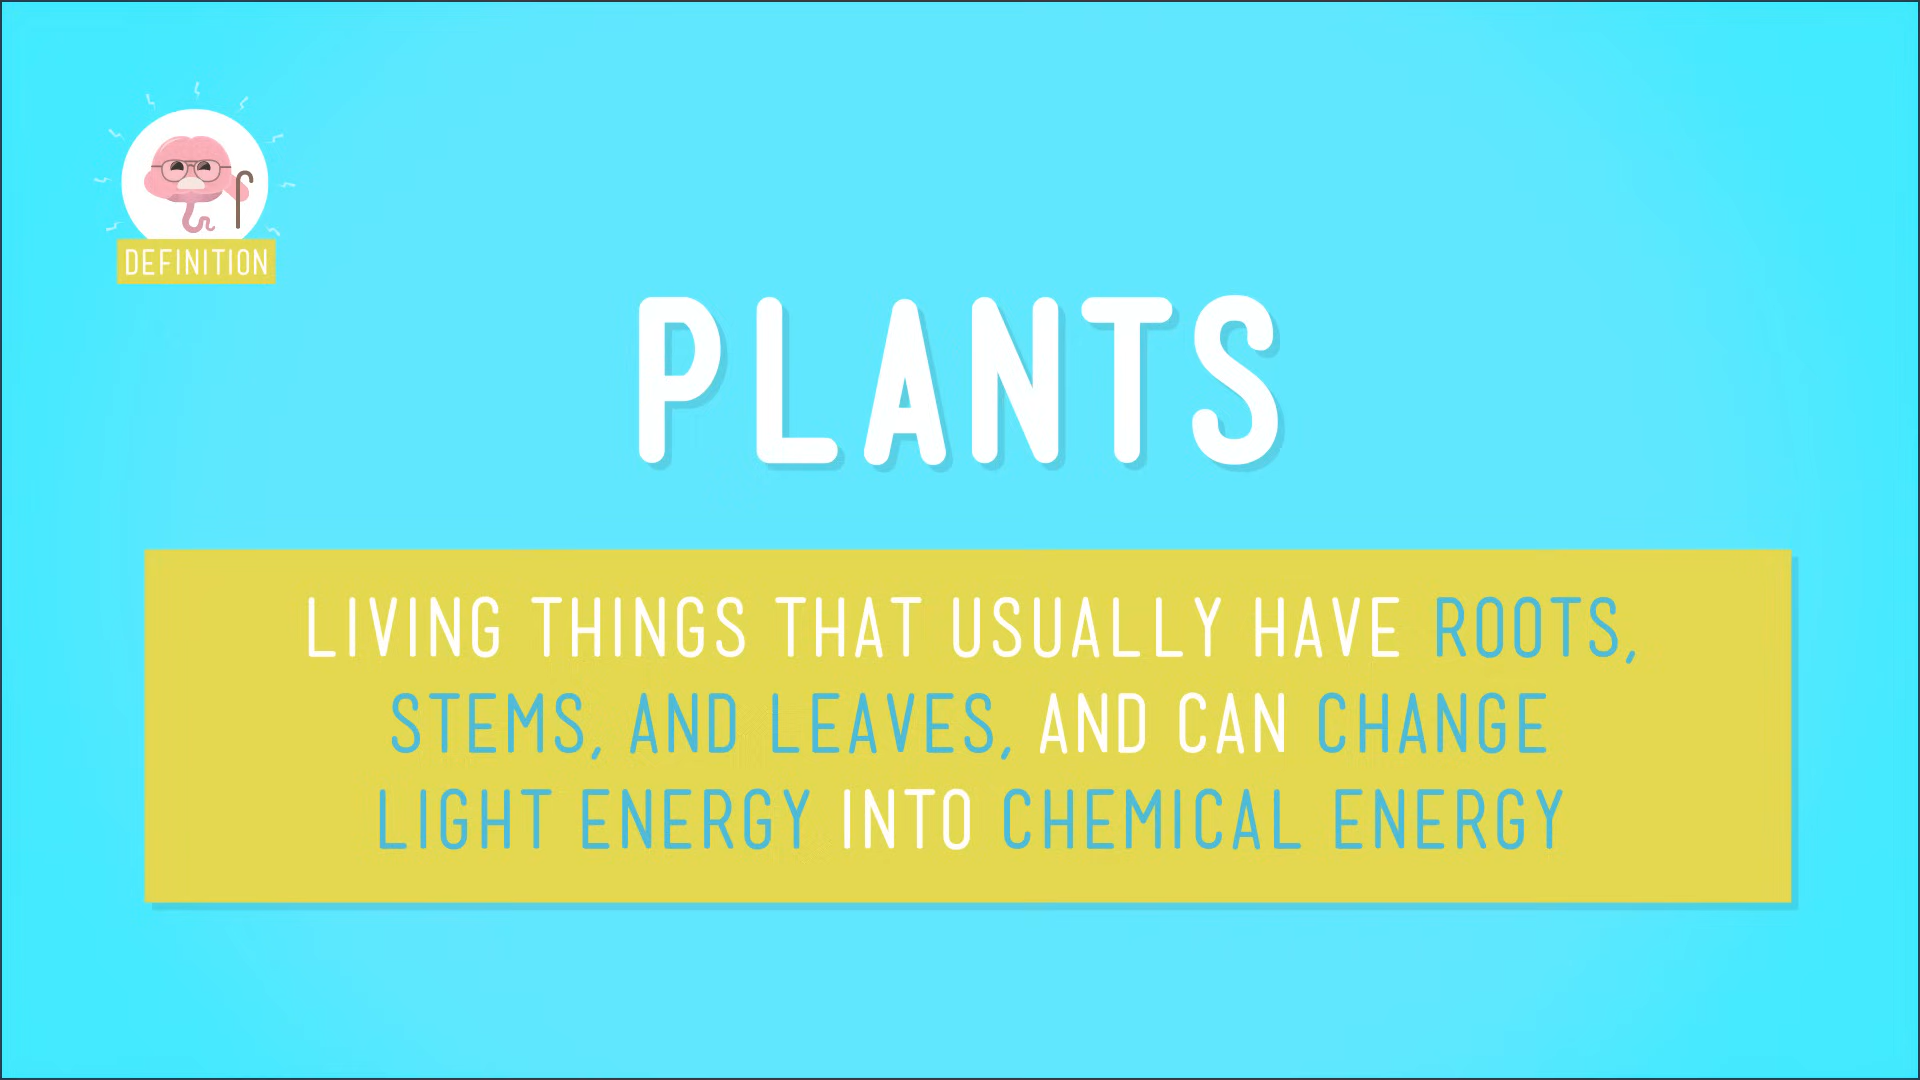 DEFINITION
PLANTS
LIVING THINGS THAT USUALLY HAVE ROOTS,
STEMS, AND LEAVES, AND CAN CHANGE
LIGHT ENERGY INTO CHEMICAL ENERGY